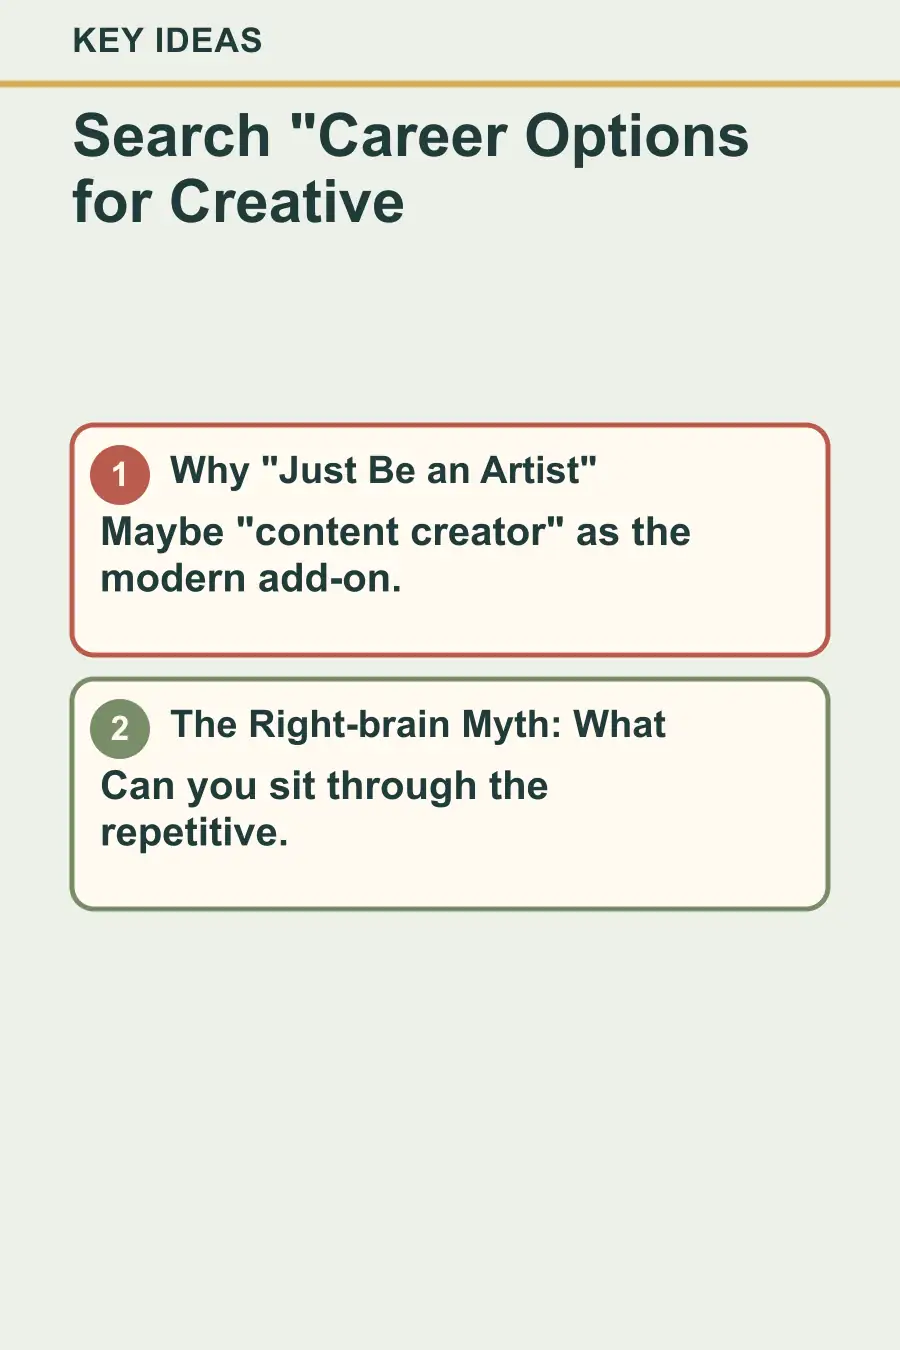 KEY IDEAS
Search "Career Options
for Creative
1 Why "Just Be an Artist"
Maybe "content creator" as the
modern add-on.
2 The Right-brain Myth: What
Can you sit through the
repetitive.